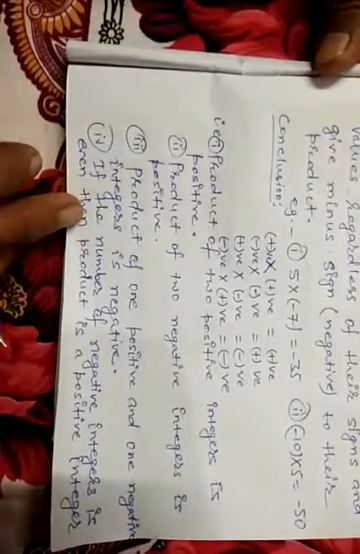 regardless of their signs and
give minus sign (negative) to their
product.
eg:- (i) 5×(-7) = -35 (ii) (-10)×5 = -50
Conclusion:
(+)ve × (+)ve = (+)ve
(-)ve × (-)ve = (+)ve
(+)ve × (-)ve = (-)ve
(-)ve × (+)ve = (-)ve
i.e. (i) Product of two positive integers is
positive.
(ii) Product of two negative integers is
positive.
(iii) Product of one positive and one negative
integers is negative.
(iv) If the number of negative integers is
even then product is a positive integer